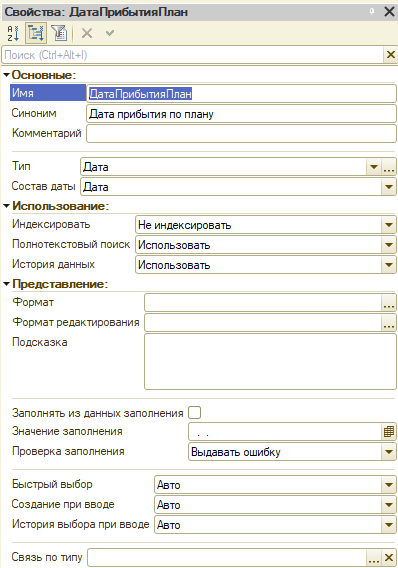 Свойства: ДатаПрибытияПлан
Поиск (Ctrl+Alt+I)
Основные:
Имя ДатаПрибытияПлан
Синоним Дата прибытия по плану
Комментарий
Тип Дата
Состав даты Дата
Использование:
Индексировать Не индексировать
Полнотекстовый поиск Использовать
История данных Использовать
Представление:
Формат
Формат редактирования
Подсказка
Заполнять из данных заполнения
Значение заполнения . .
Проверка заполнения Выдавать ошибку
Быстрый выбор Авто
Создание при вводе Авто
История выбора при вводе Авто
Связь по типу